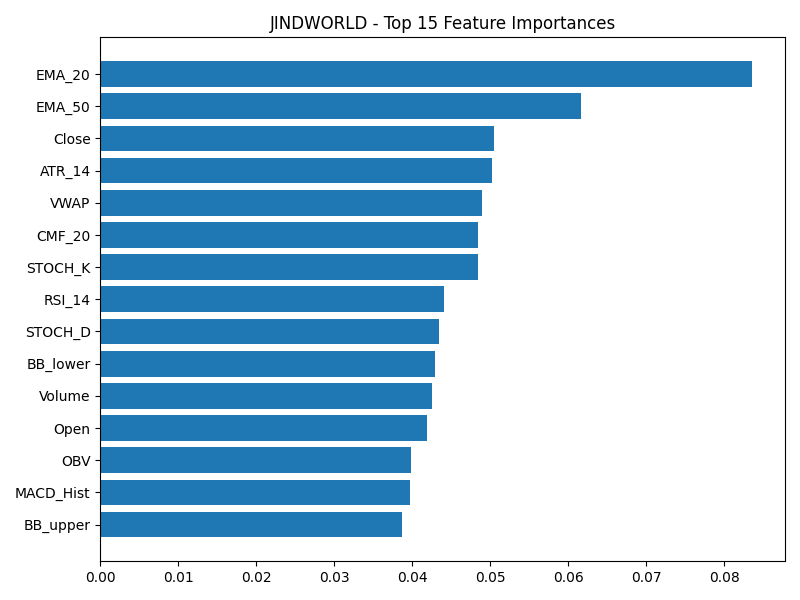 JINDWORLD - Top 15 Feature Importances
EMA_20
EMA_50
Close
ATR_14
VWAP
CMF_20
STOCH_K
RSI_14
STOCH_D
BB_lower
Volume
Open
OBV
MACD_Hist
BB_upper
0.00 0.01 0.02 0.03 0.04 0.05 0.06 0.07 0.08